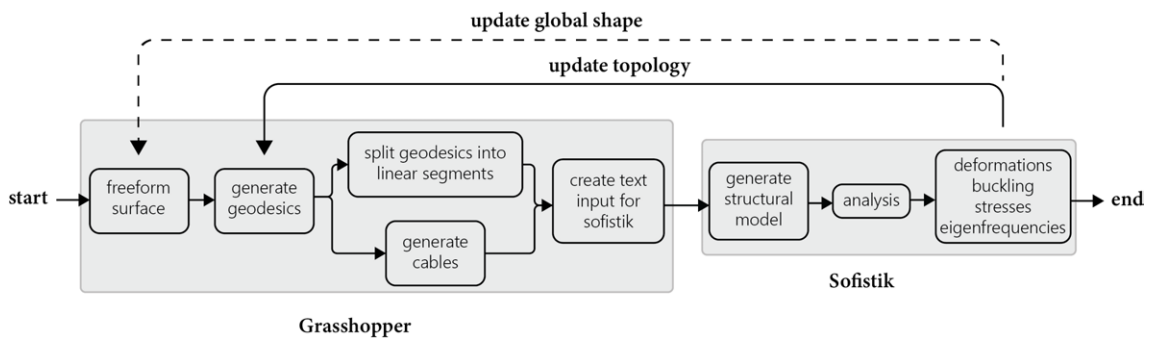 update global shape
update topology
start
freeform
surface
generate
geodesics
split geodesics into
linear segments
generate
cables
create text
input for
sofistik
generate
structural
model
analysis
deformations
buckling
stresses
eigenfrequencies
end
Grasshopper
Sofistik